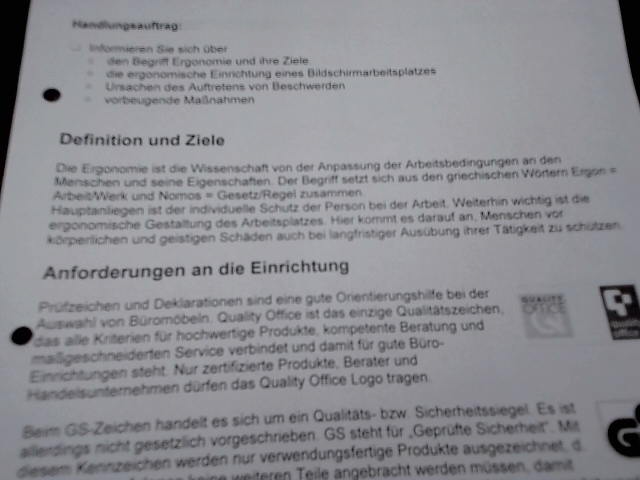 Handlungsauftrag:
Informieren Sie sich über
den Begriff Ergonomie und ihre Ziele
die ergonomische Einrichtung eines Bildschirmarbeitsplatzes
Ursachen des Auftretens von Beschwerden
vorbeugende Maßnahmen
Definition und Ziele
Die Ergonomie ist die Wissenschaft von der Anpassung der Arbeitsbedingungen an den
Menschen und seine Eigenschaften. Der Begriff setzt sich aus den griechischen Wörtern Ergon =
Arbeit/Werk und Nomos = Gesetz/Regel zusammen.
Hauptanliegen ist der individuelle Schutz der Person bei der Arbeit. Weiterhin wichtig ist die
ergonomische Gestaltung des Arbeitsplatzes. Hier kommt es darauf an, Menschen vor
körperlichen und geistigen Schäden auch bei langfristiger Ausübung ihrer Tätigkeit zu schützen.
Anforderungen an die Einrichtung
Prüfzeichen und Deklarationen sind eine gute Orientierungshilfe bei der
Auswahl von Büromöbeln. Quality Office ist das einzige Qualitätszeichen,
das alle Kriterien für hochwertige Produkte, kompetente Beratung und
maßgeschneiderten Service verbindet und damit für gute Büro-
Einrichtungen steht. Nur zertifizierte Produkte, Berater und
Handelsunternehmen dürfen das Quality Office Logo tragen.
QUALITY
OFFICE
Beim GS-Zeichen handelt es sich um ein Qualitäts- bzw. Sicherheitssiegel. Es ist
allerdings nicht gesetzlich vorgeschrieben. GS steht für „Geprüfte Sicherheit". Mit
diesem Kennzeichen werden nur verwendungsfertige Produkte ausgezeichnet, d.
keine weiteren Teile angebracht werden müssen, damit